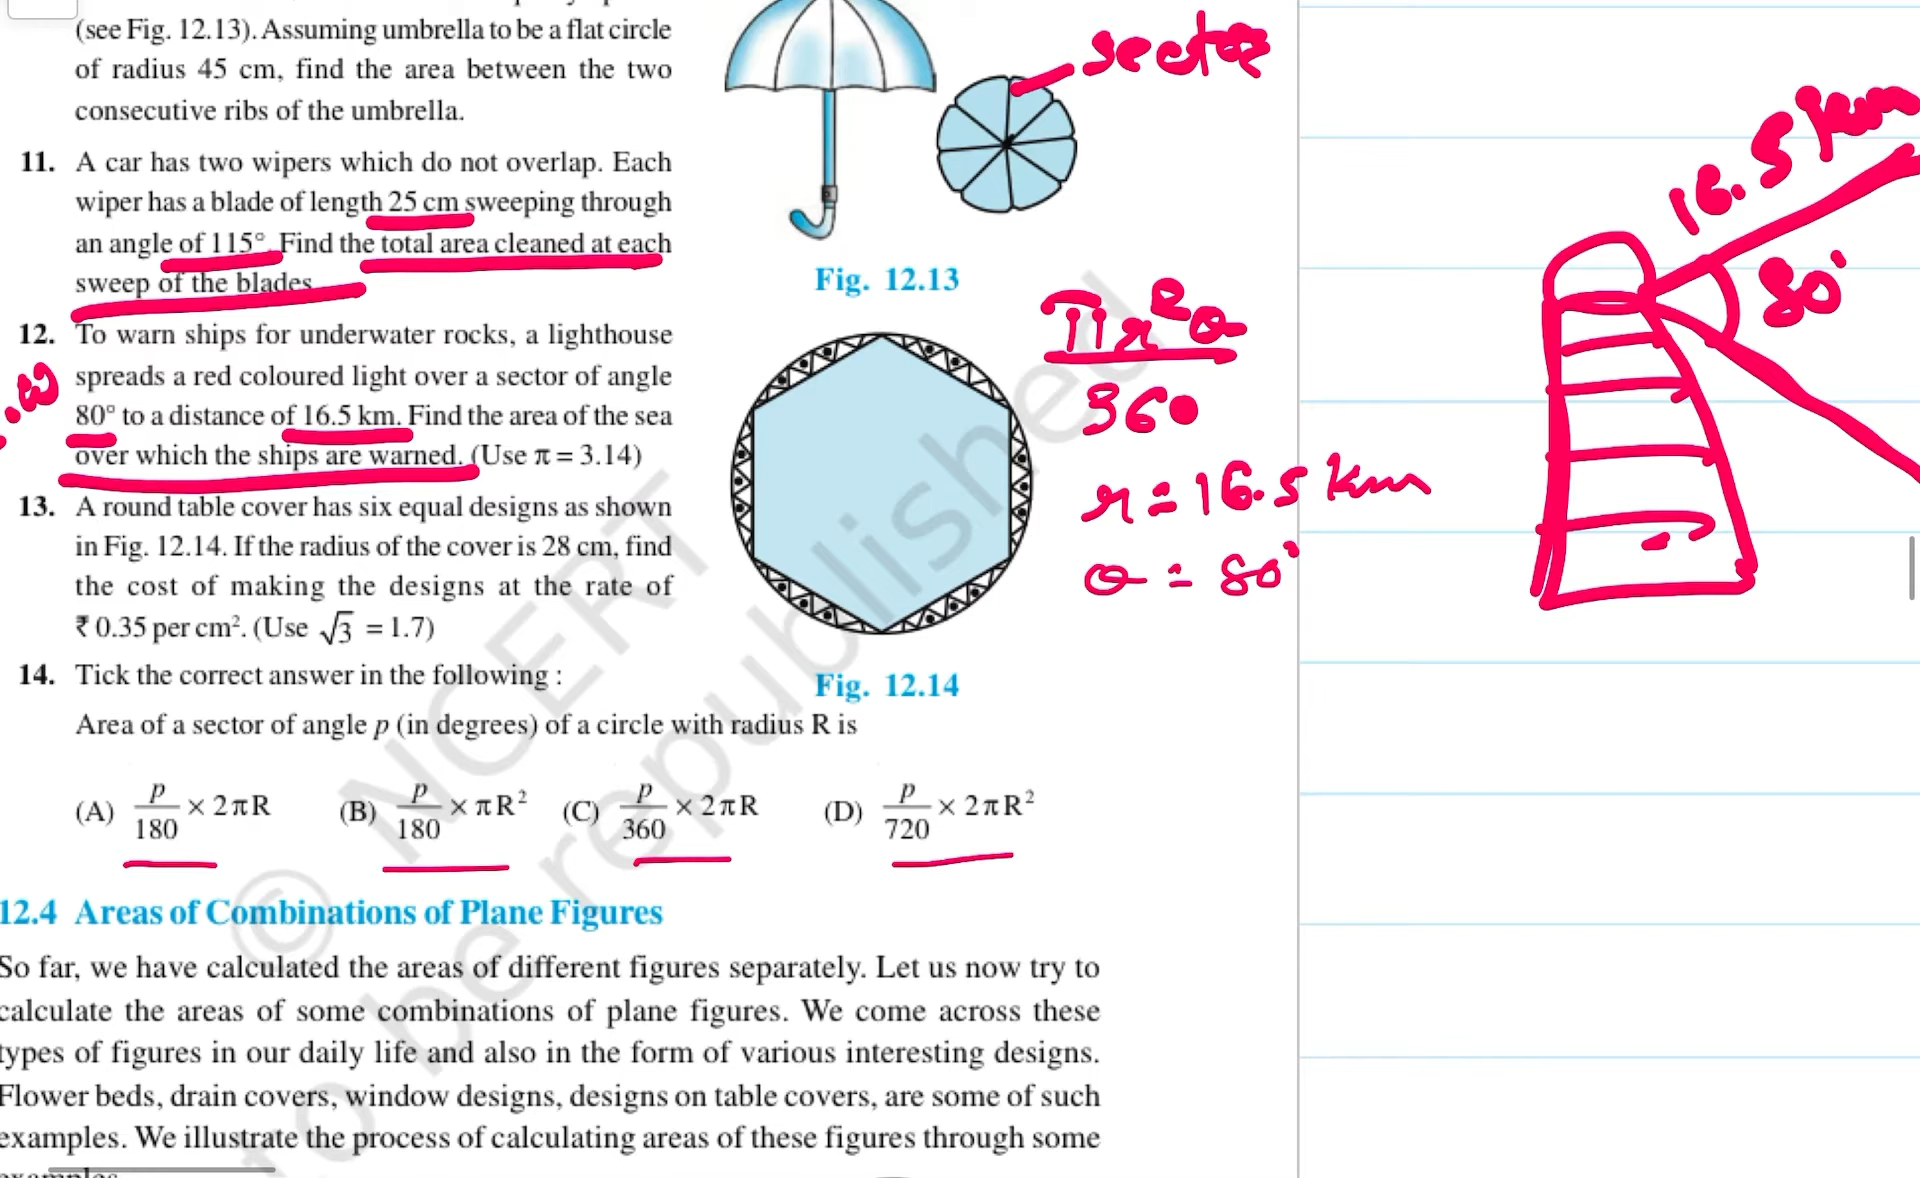 (see Fig. 12.13). Assuming umbrella to be a flat circle
of radius 45 cm, find the area between the two
consecutive ribs of the umbrella.
sector
Fig. 12.13
11. A car has two wipers which do not overlap. Each
wiper has a blade of length 25 cm sweeping through
an angle of 115°. Find the total area cleaned at each
sweep of the blades.
12. To warn ships for underwater rocks, a lighthouse
spreads a red coloured light over a sector of angle
80° to a distance of 16.5 km. Find the area of the sea
over which the ships are warned. (Use π = 3.14)
13. A round table cover has six equal designs as shown
in Fig. 12.14. If the radius of the cover is 28 cm, find
the cost of making the designs at the rate of
₹ 0.35 per cm². (Use √3 = 1.7)
Fig. 12.14
πr²θ
360
r = 16.5 km
θ = 80°
16.5 km
80°
14. Tick the correct answer in the following :
Area of a sector of angle p (in degrees) of a circle with radius R is
(A) p/180 × 2πR (B) p/180 × πR² (C) p/360 × 2πR (D) p/720 × 2πR²
12.4 Areas of Combinations of Plane Figures
So far, we have calculated the areas of different figures separately. Let us now try to
calculate the areas of some combinations of plane figures. We come across these
types of figures in our daily life and also in the form of various interesting designs.
Flower beds, drain covers, window designs, designs on table covers, are some of such
examples. We illustrate the process of calculating areas of these figures through some
© NCERT
to be republished